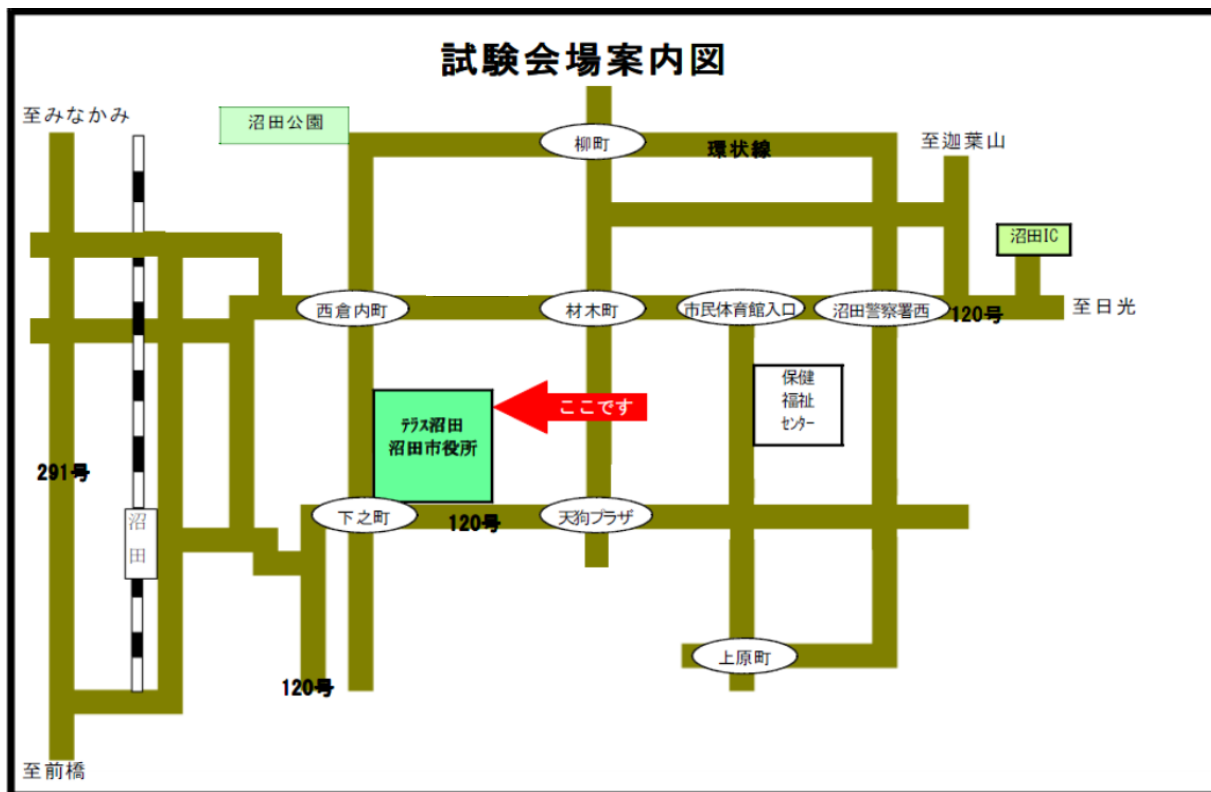 試験会場案内図
至みなかみ
沼田公園
柳町
環状線
至迦葉山
沼田IC
西倉内町
材木町
市民体育館入口
沼田警察署西
120号
至日光
保健
福祉
センター
ここです
テラス沼田
沼田市役所
291号
沼
田
下之町
120号
天狗プラザ
上原町
120号
至前橋